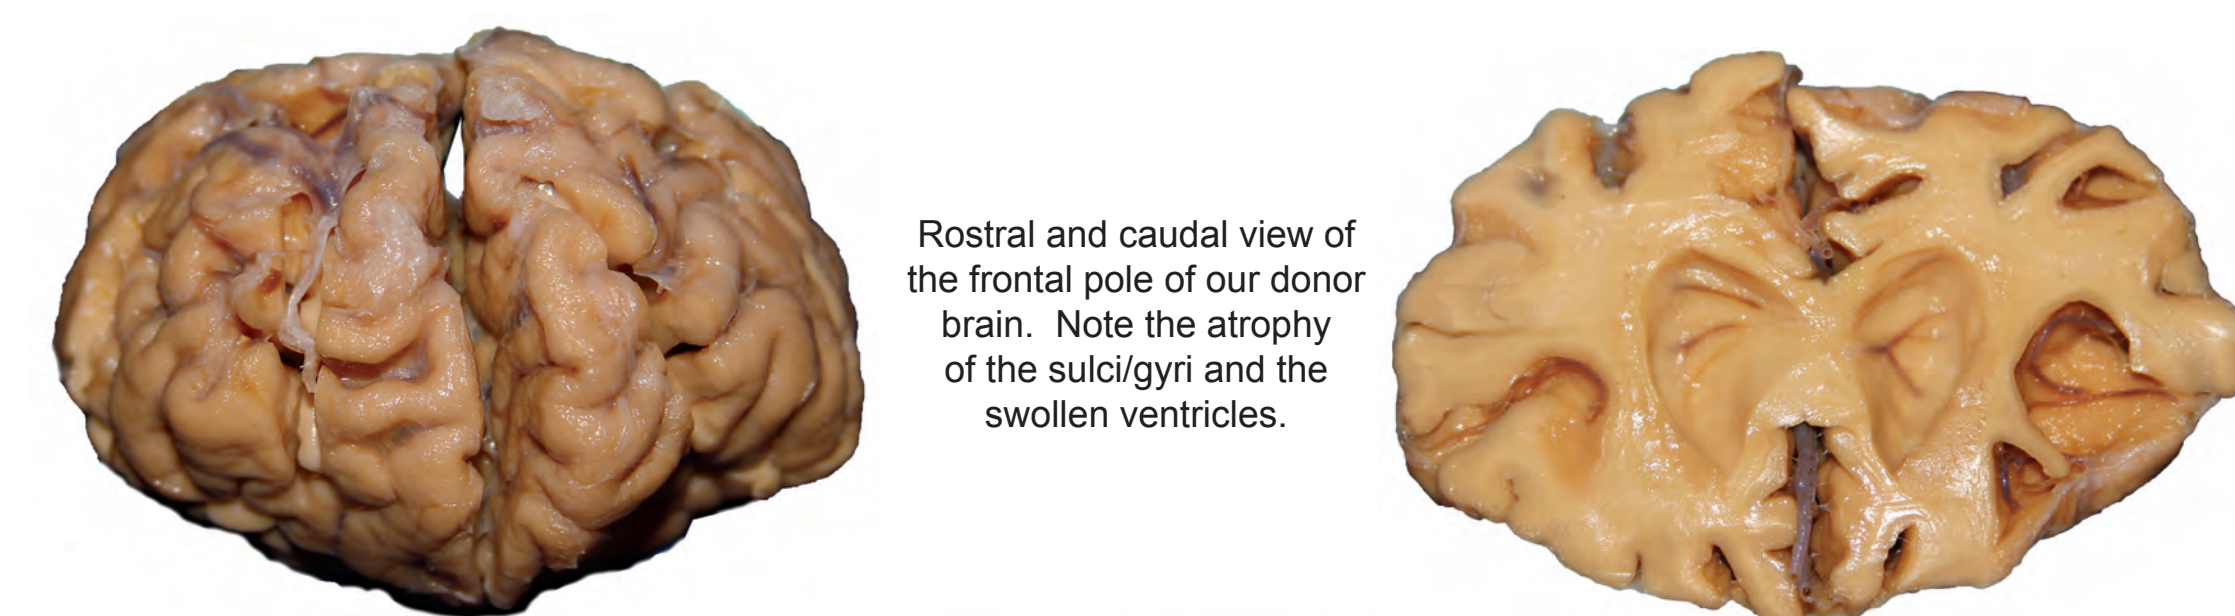 Rostral and caudal view of
the frontal pole of our donor
brain.  Note the atrophy
of the sulci/gyri and the
swollen ventricles.